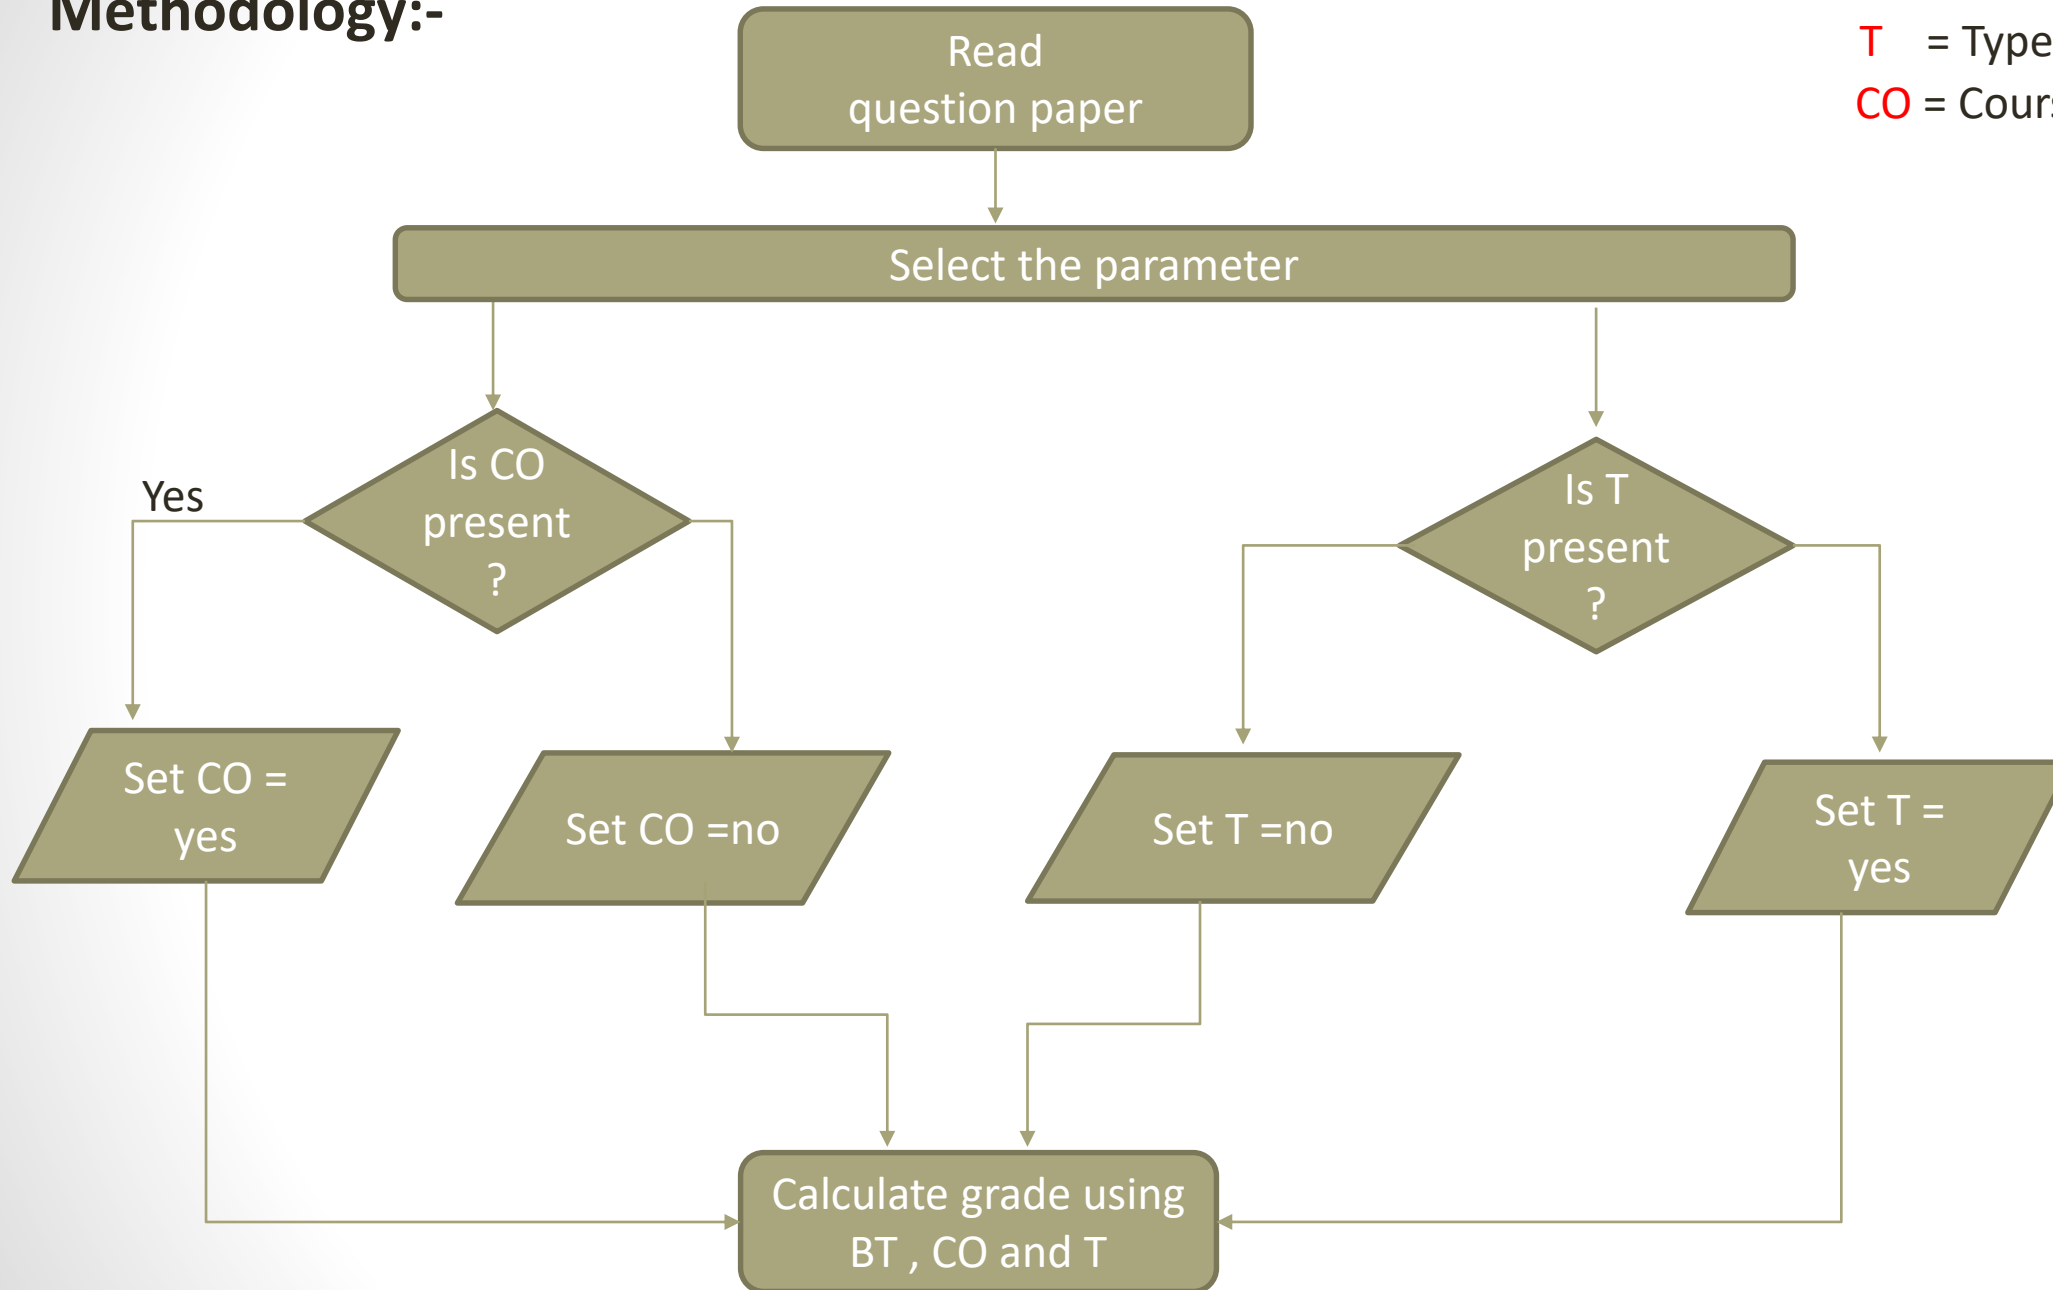 Methodology:-
Read
question paper
T = Type
CO =
Select the parameter
Is CO
present
?
Yes
Is T
present
?
Set CO =
yes
Set CO =no
Set T =no
Set T =
yes
Calculate grade using
BT , CO and T